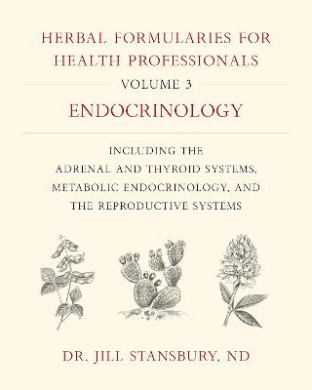 HERBAL FORMULARIES FOR
HEALTH PROFESSIONALS
VOLUME 3
ENDOCRINOLOGY
INCLUDING THE
ADRENAL AND THYROID SYSTEMS,
METABOLIC ENDOCRINOLOGY, AND
THE REPRODUCTIVE SYSTEMS
DR. JILL STANSBURY, ND